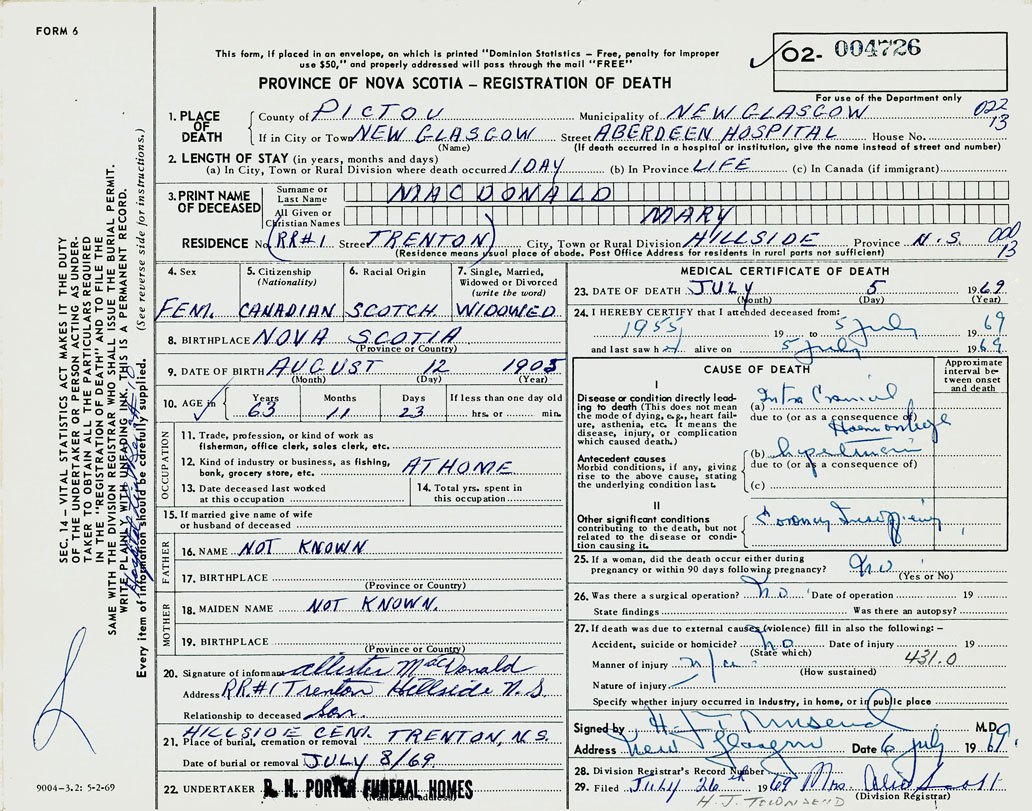 FORM 6
O2- 004726
This form, if placed in an envelope, on which is printed "Dominion Statistics – Free, penalty for improper
use $50," and properly addressed will pass through the mail "FREE"
PROVINCE OF NOVA SCOTIA – REGISTRATION OF DEATH
For use of the Department only
1. PLACE OF DEATH
County of PICTOU Municipality of NEW GLASGOW 022
If in City or Town NEW GLASGOW Street ABERDEEN HOSPITAL House No. 13
(Name) (If death occurred in a hospital or institution, give the name instead of street and number)
2. LENGTH OF STAY (in years, months and days)
(a) In City, Town or Rural Division where death occurred 1 DAY (b) In Province LIFE (c) In Canada (if immigrant)
3. PRINT NAME OF DECEASED
Surname or Last Name MACDONALD
All Given or Christian Names MARY
RESIDENCE No. RR#1 Street TRENTON City, Town or Rural Division HILLSIDE Province N.S. 000
(Residence means usual place of abode. Post Office Address for residents in rural parts not sufficient) 13
4. Sex
FEM.
5. Citizenship (Nationality)
CANADIAN
6. Racial Origin
SCOTCH
7. Single, Married, Widowed or Divorced (write the word)
WIDOWED
8. BIRTHPLACE NOVA SCOTIA
(Province or Country)
9. DATE OF BIRTH AUGUST 12 1905
(Month) (Day) (Year)
10. AGE in Years Months Days If less than one day old
63 11 23 hrs. or min.
OCCUPATION
11. Trade, profession, or kind of work as
fisherman, office clerk, sales clerk, etc.
12. Kind of industry or business, as fishing, AT HOME
bank, grocery store, etc.
13. Date deceased last worked at this occupation
14. Total yrs. spent in this occupation
15. If married give name of wife
or husband of deceased
FATHER
16. NAME NOT KNOWN
17. BIRTHPLACE
(Province or Country)
MOTHER
18. MAIDEN NAME NOT KNOWN.
19. BIRTHPLACE
(Province or Country)
20. Signature of informant Allister MacDonald
Address RR#1 Trenton Hillside N.S.
Relationship to deceased Son.
21. Place of burial, cremation or removal HILLSIDE CEM. TRENTON, N.S.
Date of burial or removal JULY 8/69.
22. UNDERTAKER R. H. PORTER FUNERAL HOMES
(Name and address)
MEDICAL CERTIFICATE OF DEATH
23. DATE OF DEATH JULY 5 1969
(Month) (Day) (Year)
24. I HEREBY CERTIFY that I attended deceased from:
1955 19 to 5 July 1969
and last saw her alive on 5 July 1969
CAUSE OF DEATH
Approximate interval between onset and death
I
Disease or condition directly leading to death (This does not mean the mode of dying, e.g., heart failure, asthenia, etc. It means the disease, injury, or complication which caused death.)
(a) Intra Cranial
due to (or as a consequence of)
Haemorrhage
Antecedent causes
Morbid conditions, if any, giving rise to the above cause, stating the underlying condition last.
(b) hypertension
due to (or as a consequence of)
(c)
II
Other significant conditions
contributing to the death, but not related to the disease or condition causing it.
Coronary Insufficiency
25. If a woman, did the death occur either during
pregnancy or within 90 days following pregnancy? No
(Yes or No)
26. Was there a surgical operation? No Date of operation 19
State findings Was there an autopsy?
27. If death was due to external causes (violence) fill in also the following: –
Accident, suicide or homicide? No Date of injury 19
(State which) 431.0
Manner of injury
(How sustained)
Nature of injury
Specify whether injury occurred in Industry, in home, or in public place
Signed by H. J. Townsend M.D.
Address New Glasgow Date 6 July 1969.
28. Division Registrar's Record Number
29. Filed July 26th 1969 Mrs. Scott
(Division Registrar)
H. J. TOWNSEND
SEC. 14 – VITAL STATISTICS ACT MAKES IT THE DUTY
OF THE UNDERTAKER OR PERSON ACTING AS UNDER-
TAKER TO OBTAIN ALL THE PARTICULARS REQUIRED
IN THE "REGISTRATION OF DEATH" AND TO FILE THE
SAME WITH THE DIVISION REGISTRAR WHO SHALL ISSUE THE BURIAL PERMIT.
WRITE PLAINLY WITH UNFADING INK. THIS IS A PERMANENT RECORD.
Every item of information should be carefully supplied. (See reverse side for instructions.)
9004-3.2: 5-2-69